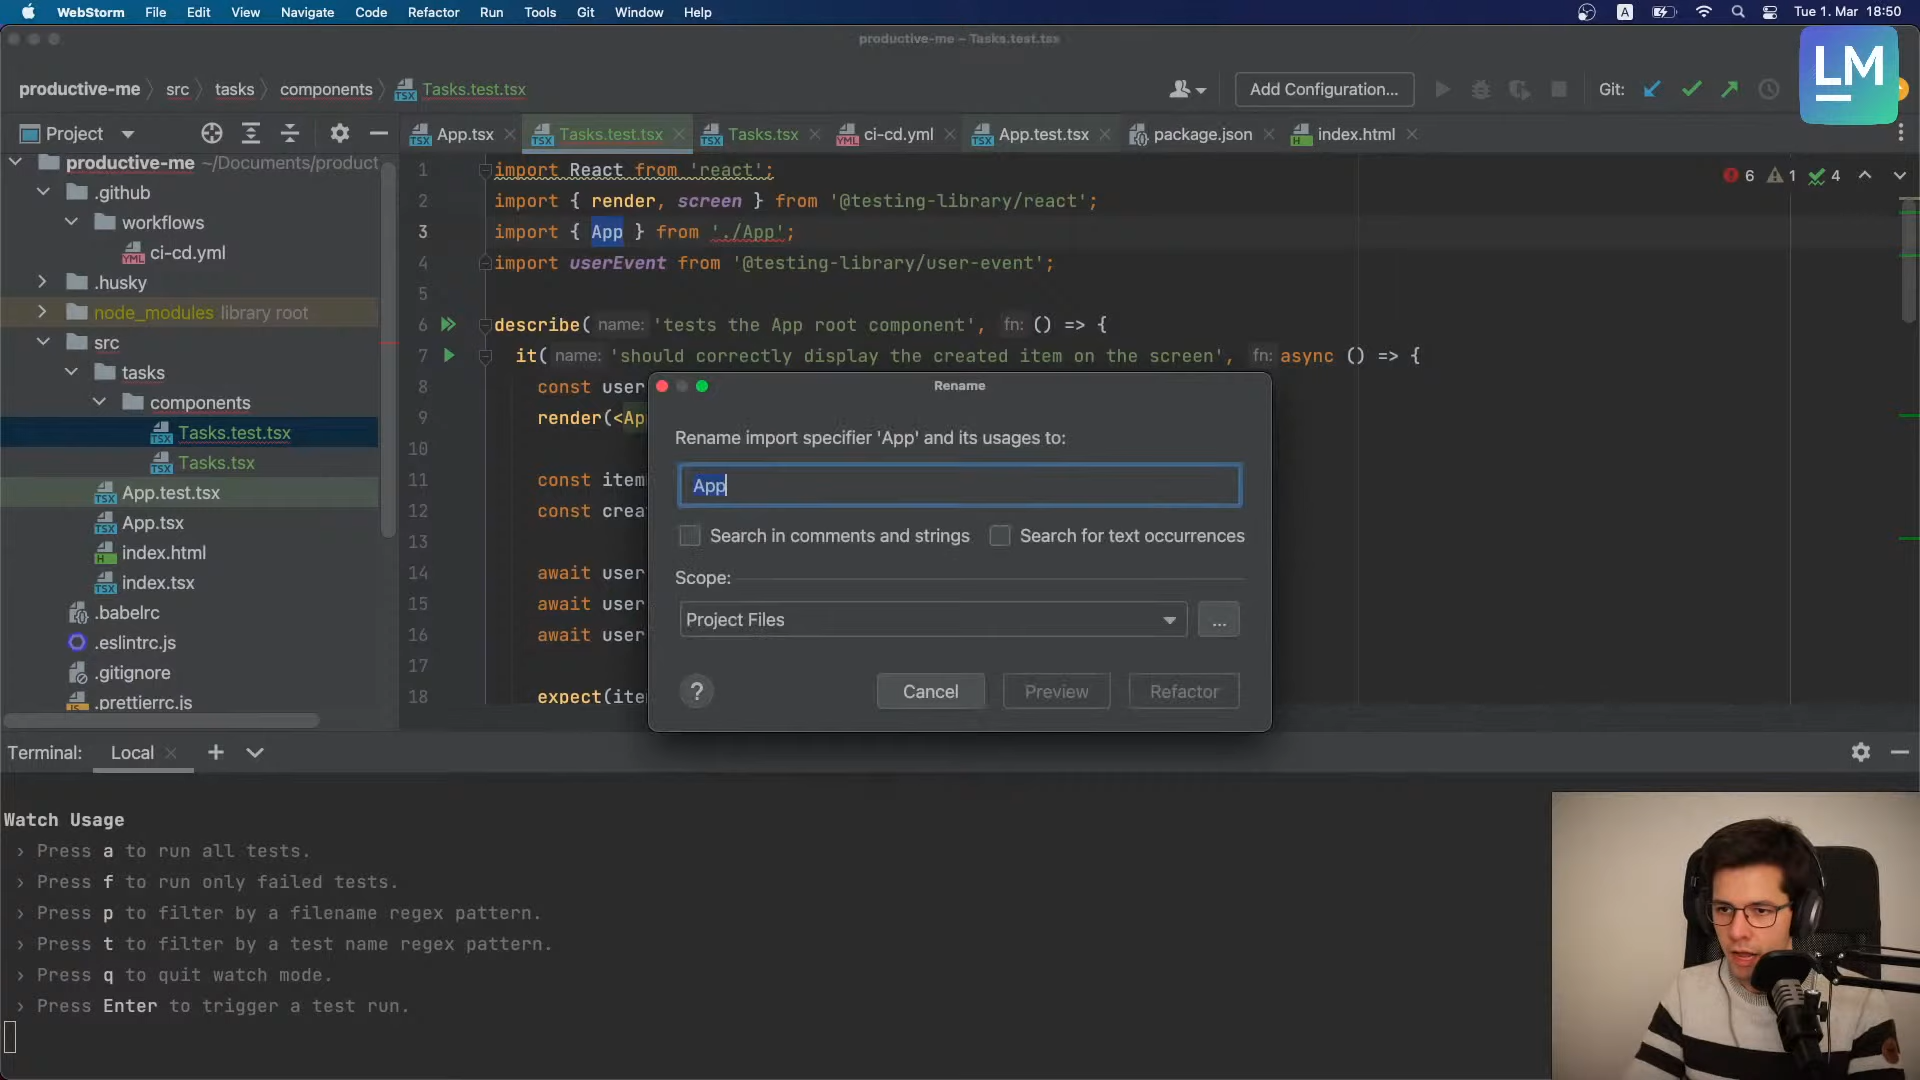 WebStorm File Edit View Navigate Code Refactor Run Tools Git Window Help
A Tue 1. Mar 18:50
productive-me – Tasks.test.tsx
LM
productive-me src tasks components Tasks.test.tsx
Add Configuration... Git:
Project
App.tsx Tasks.test.tsx Tasks.tsx ci-cd.yml App.test.tsx package.json index.html
productive-me ~/Documents/product
.github
workflows
ci-cd.yml
.husky
node_modules library root
src
tasks
components
Tasks.test.tsx
Tasks.tsx
App.test.tsx
App.tsx
index.html
index.tsx
.babelrc
.eslintrc.js
.gitignore
.prettierrc.js
6 1 4
1 import React from 'react';
2 import { render, screen } from '@testing-library/react';
3 import { App } from './App';
4 import userEvent from '@testing-library/user-event';
5
6 describe( name: 'tests the App root component', fn: () => {
7 it( name: 'should correctly display the created item on the screen', fn: async () => {
8 const user
9 render(<Ap
10
11 const item
12 const crea
13
14 await user
15 await user
16 await user
17
18 expect(ite
Rename
Rename import specifier 'App' and its usages to:
App
Search in comments and strings Search for text occurrences
Scope:
Project Files ...
? Cancel Preview Refactor
Terminal: Local
Watch Usage
› Press a to run all tests.
› Press f to run only failed tests.
› Press p to filter by a filename regex pattern.
› Press t to filter by a test name regex pattern.
› Press q to quit watch mode.
› Press Enter to trigger a test run.